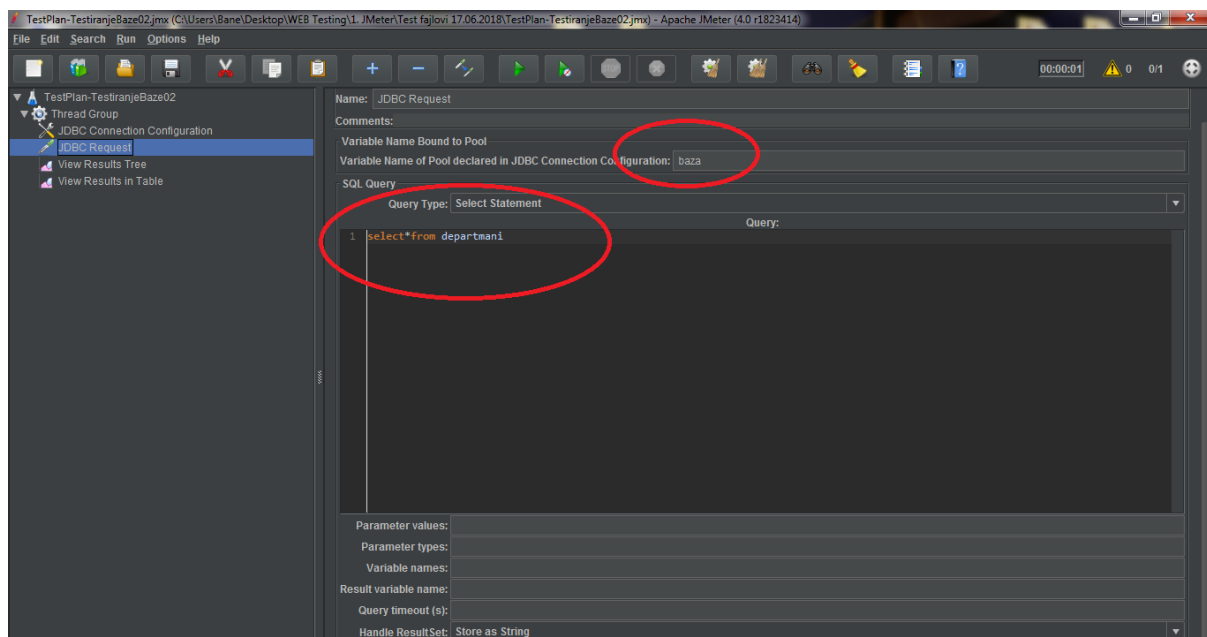 TestPlan-TestiranjeBaze02.jmx (C:\Users\Bane\Desktop\WEB Testing\1. JMeter\Test fajlovi 17.06.2018\TestPlan-TestiranjeBaze02.jmx) - Apache JMeter (4.0 r1823414)
File Edit Search Run Options Help
00:00:01 0 0/1
TestPlan-TestiranjeBaze02
Thread Group
JDBC Connection Configuration
JDBC Request
View Results Tree
View Results in Table
Name: JDBC Request
Comments:
Variable Name Bound to Pool
Variable Name of Pool declared in JDBC Connection Configuration: baza
SQL Query
Query Type: Select Statement
Query:
1 select*from departmani
Parameter values:
Parameter types:
Variable names:
Result variable name:
Query timeout (s):
Handle ResultSet: Store as String